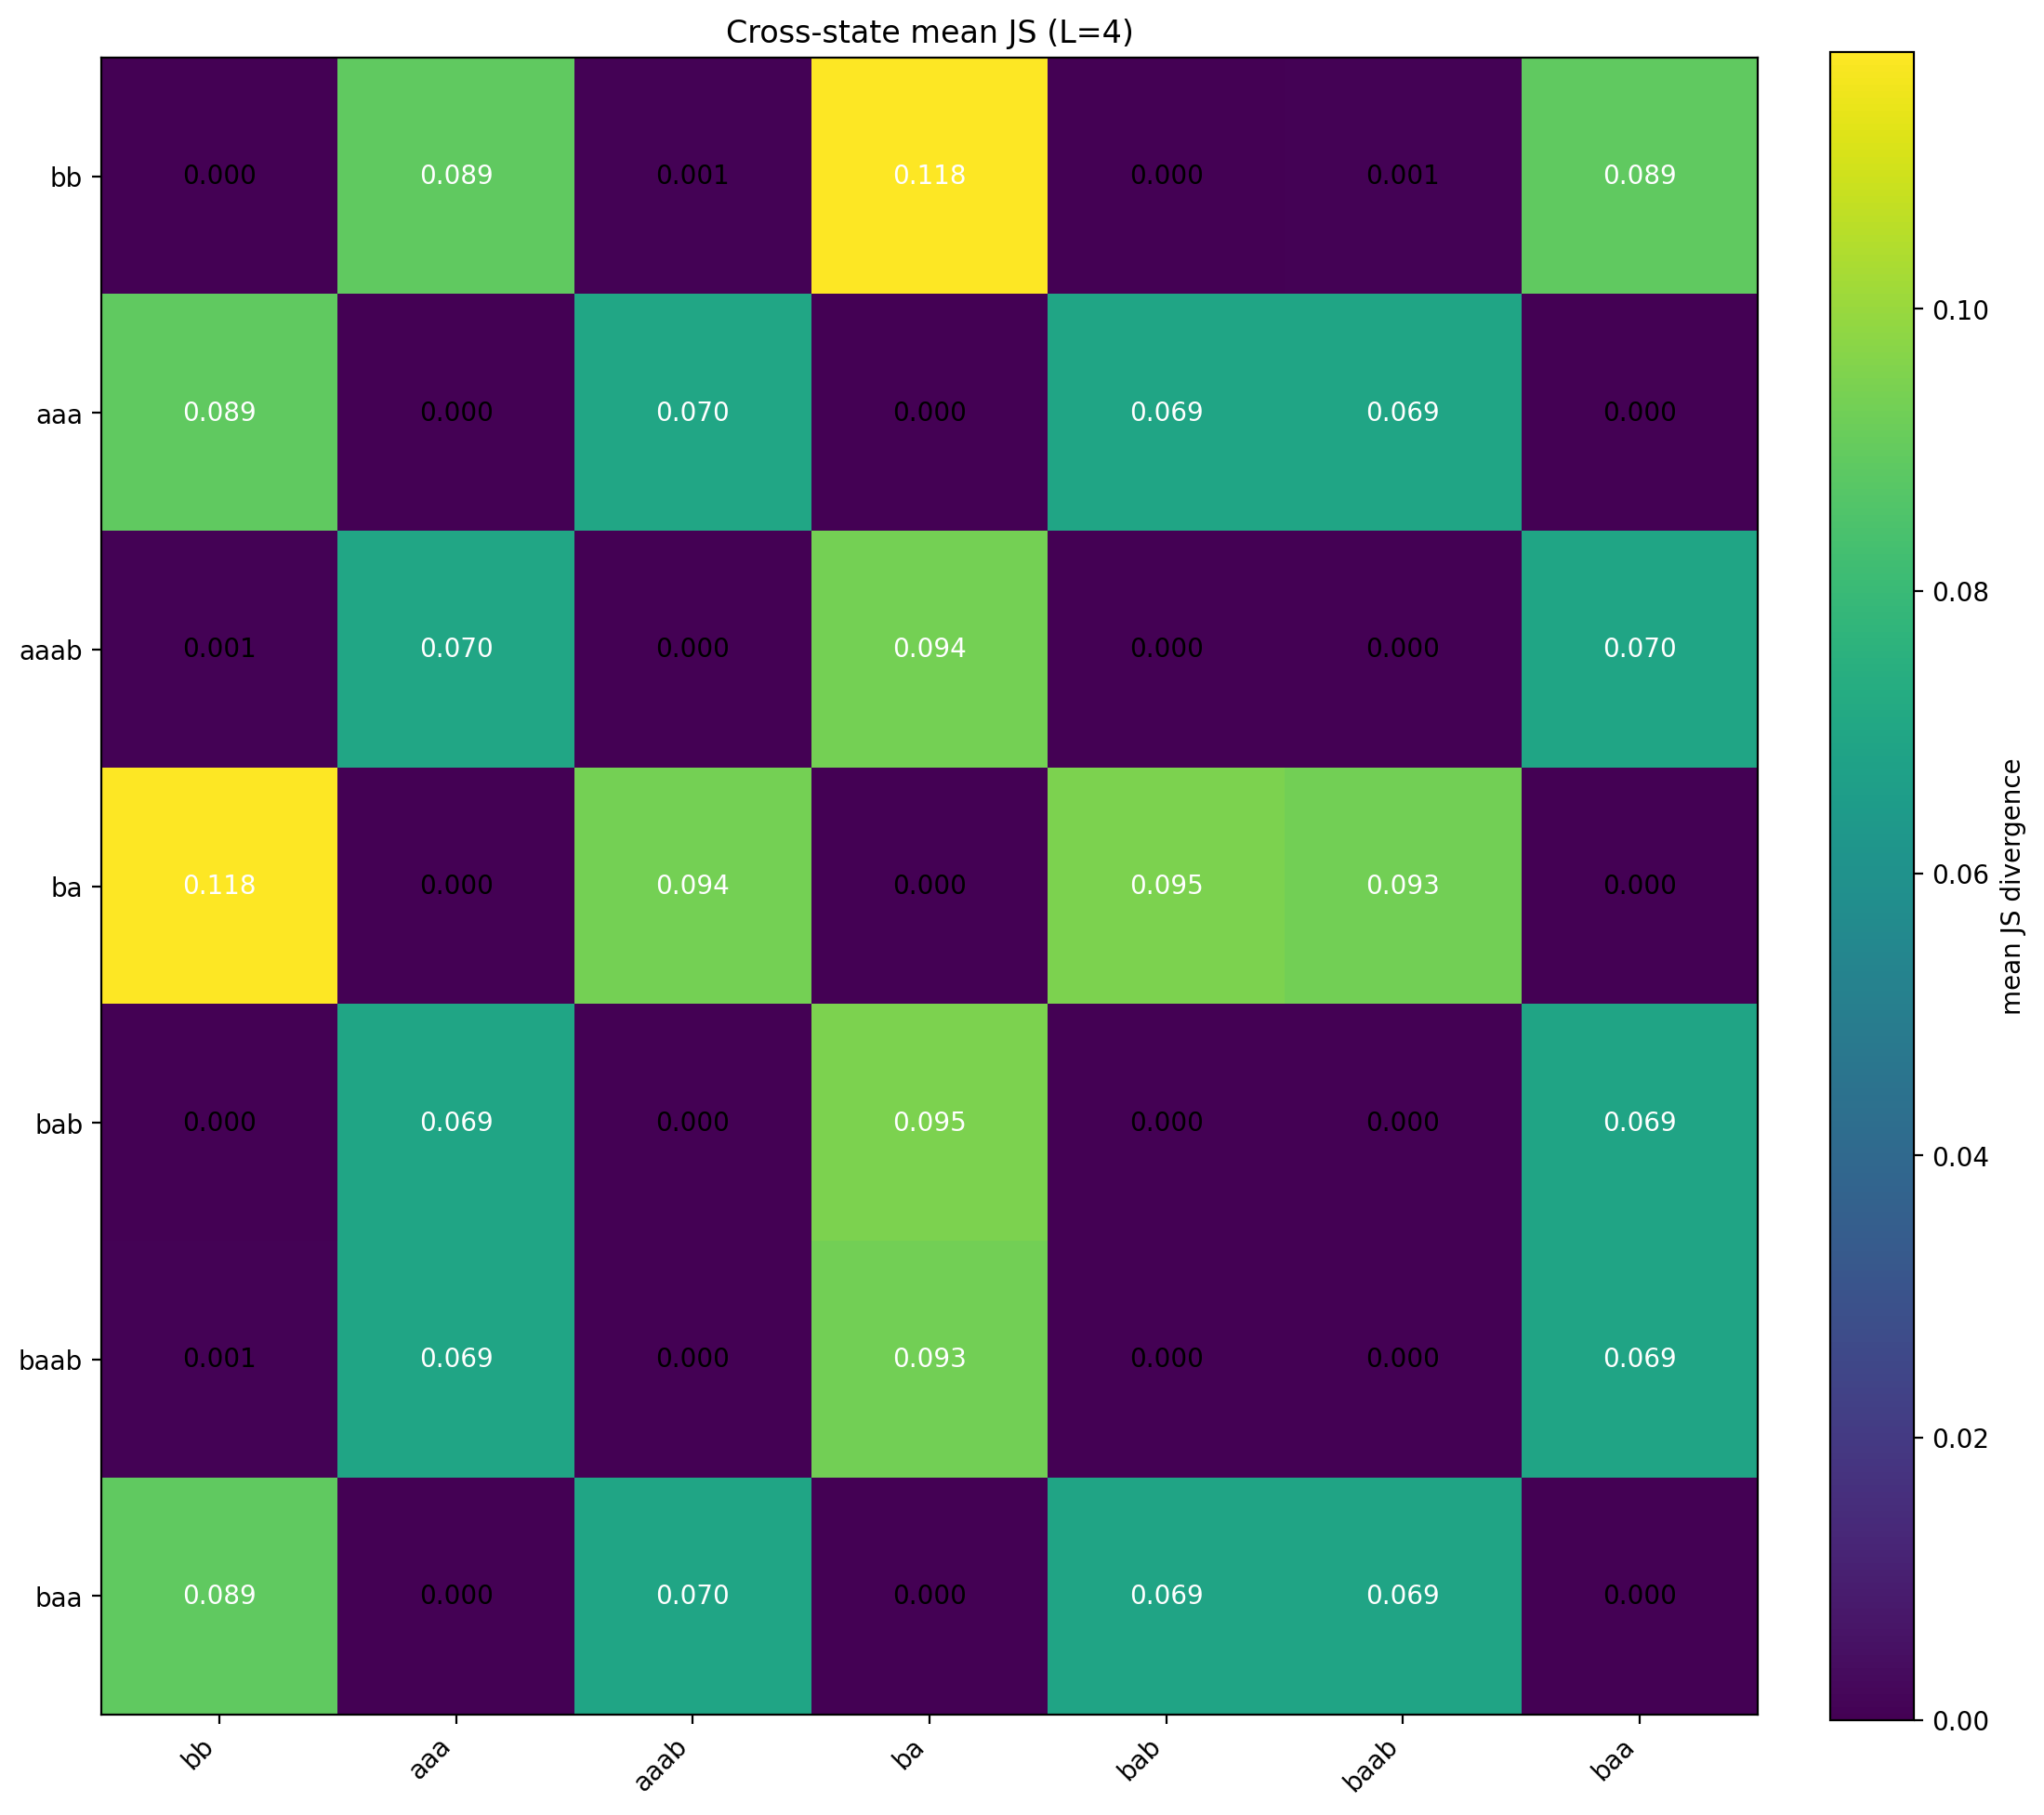 Cross-state mean JS (L=4)
bb 0.000 0.089 0.001 0.118 0.000 0.001 0.089
aaa 0.089 0.000 0.070 0.000 0.069 0.069 0.000
aaab 0.001 0.070 0.000 0.094 0.000 0.000 0.070
ba 0.118 0.000 0.094 0.000 0.095 0.093 0.000
bab 0.000 0.069 0.000 0.095 0.000 0.000 0.069
baab 0.001 0.069 0.000 0.093 0.000 0.000 0.069
baa 0.089 0.000 0.070 0.000 0.069 0.069 0.000
bb aaa aaab ba bab baab baa
0.10
0.08
0.06
0.04
0.02
0.00
mean JS divergence